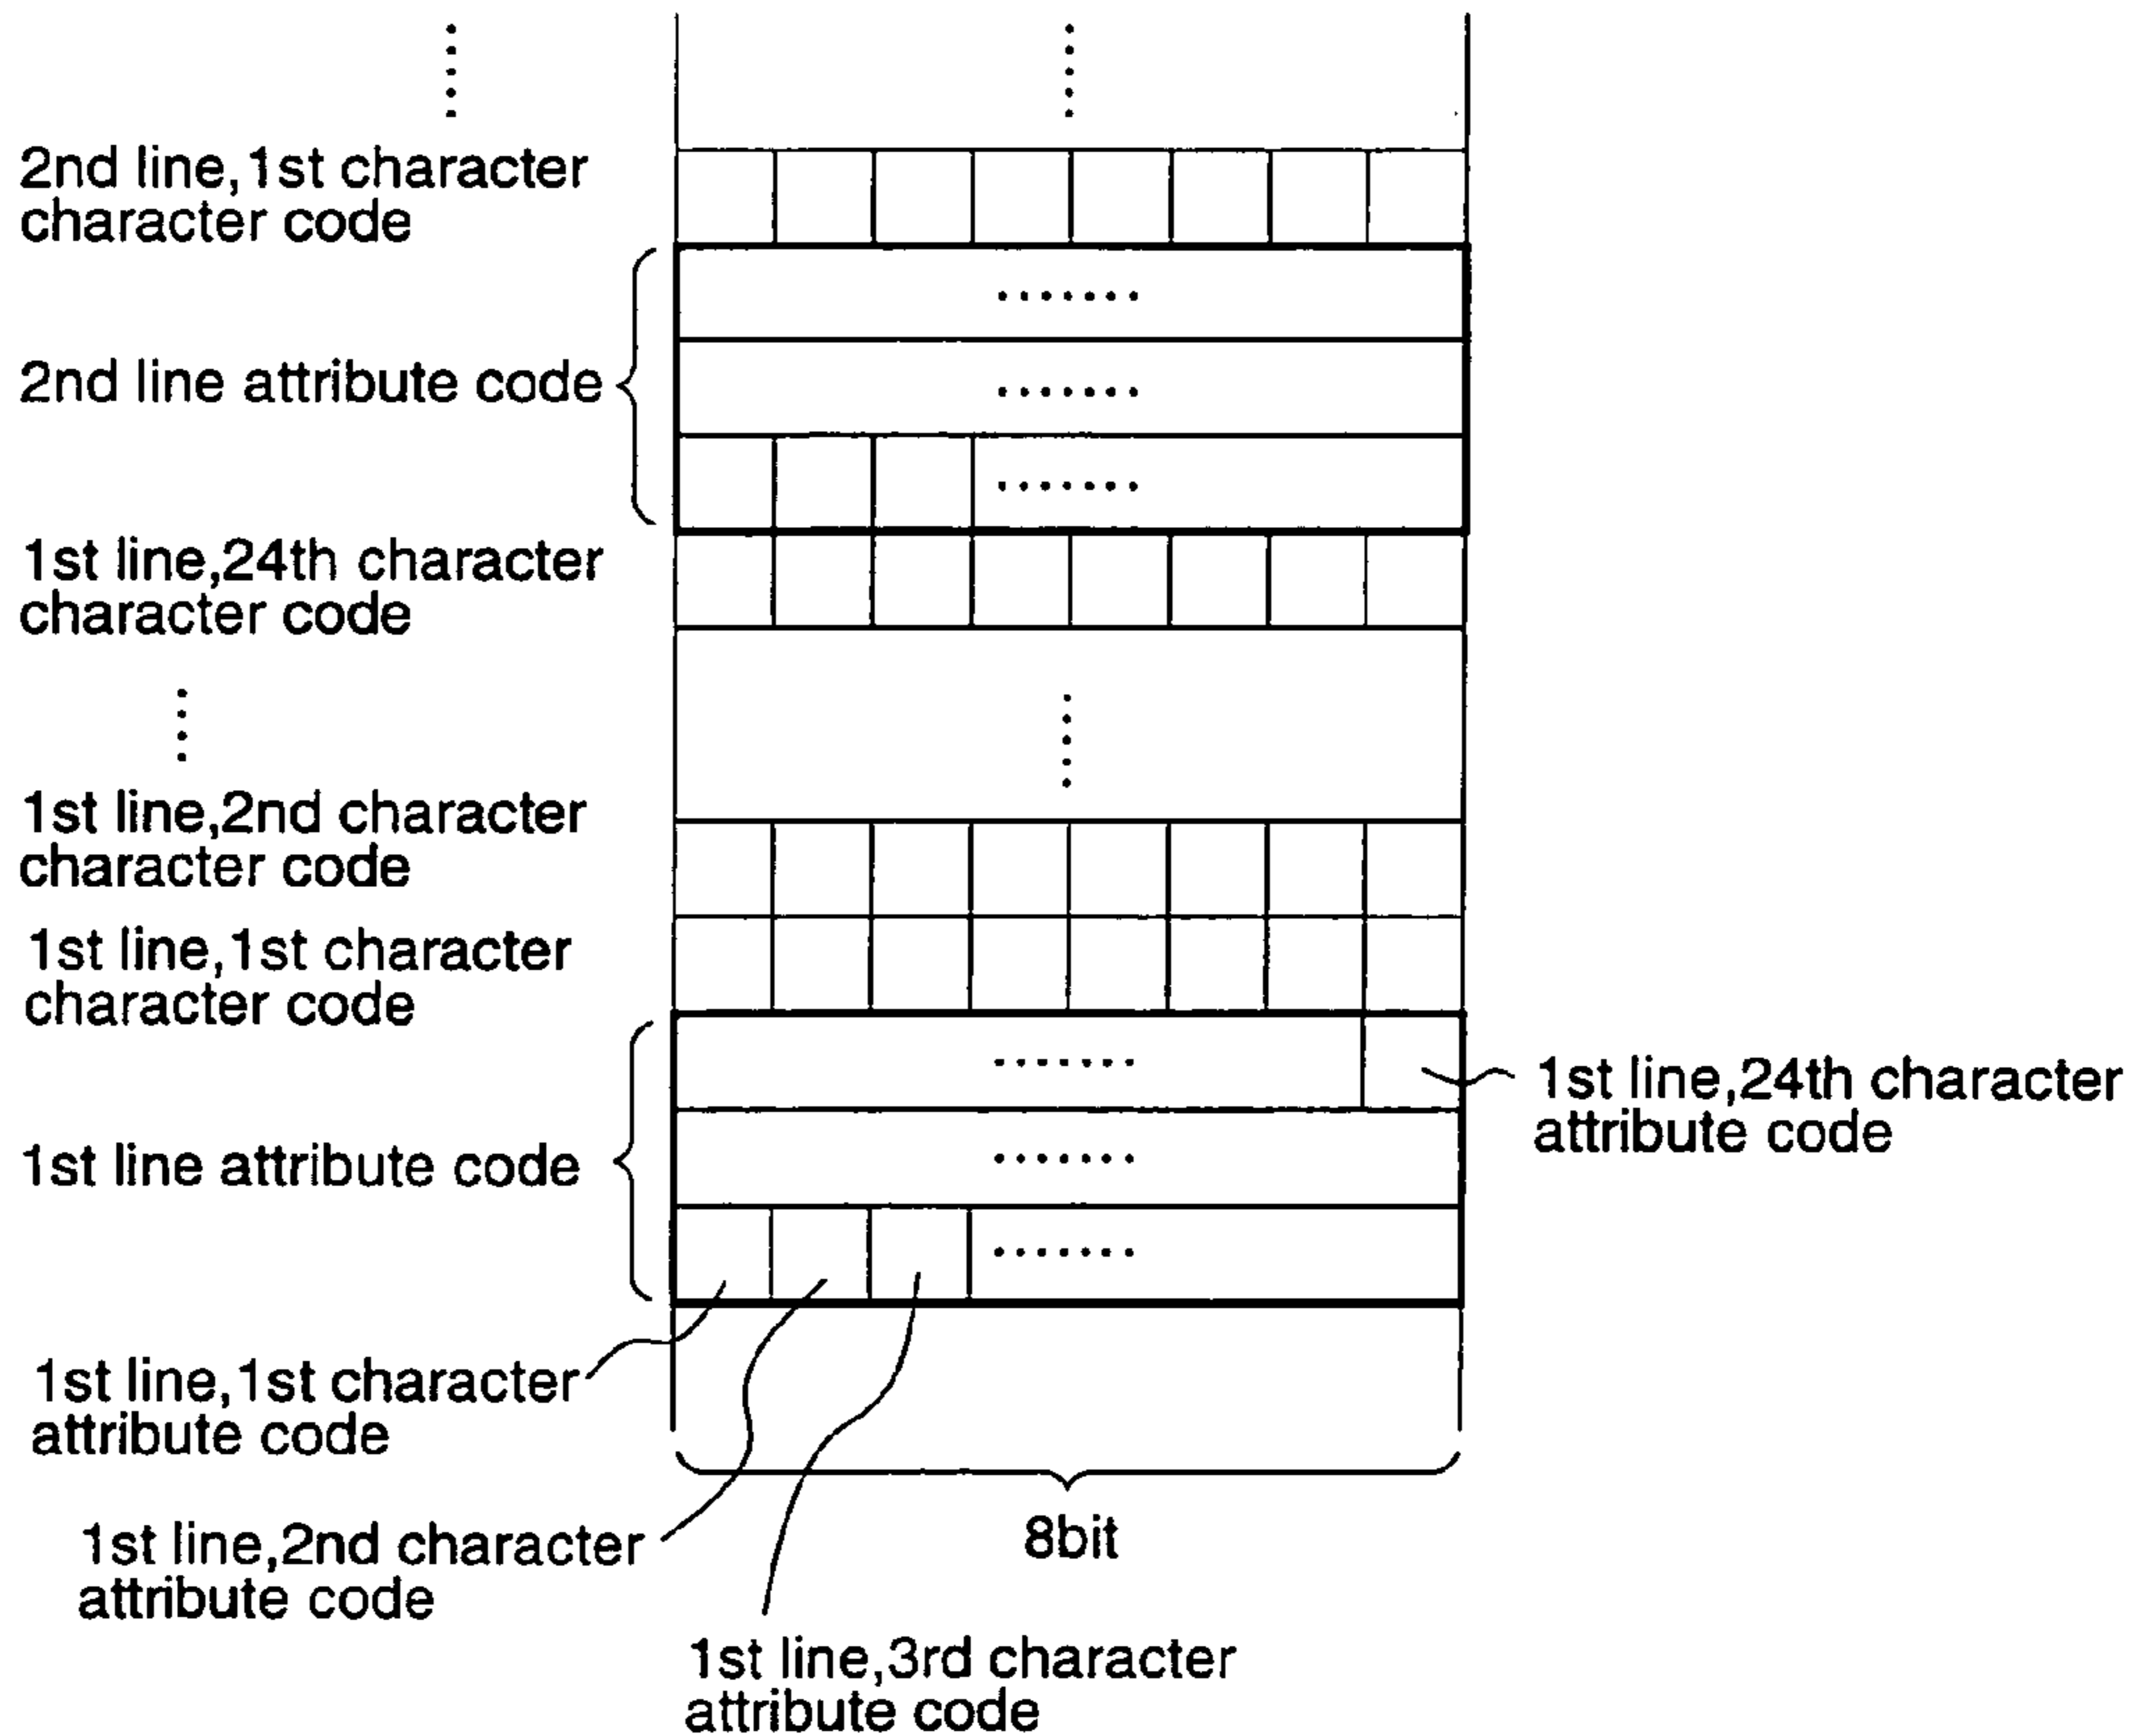 2nd line,1st character
character code
2nd line attribute code
1st line,24th character
character code
1st line,2nd character
character code
1st line,1st character
character code
1st line,24th character
attribute code
1st line attribute code
1st line,1st character
attribute code
8bit
1st line,2nd character
attribute code
1st line,3rd character
attribute code